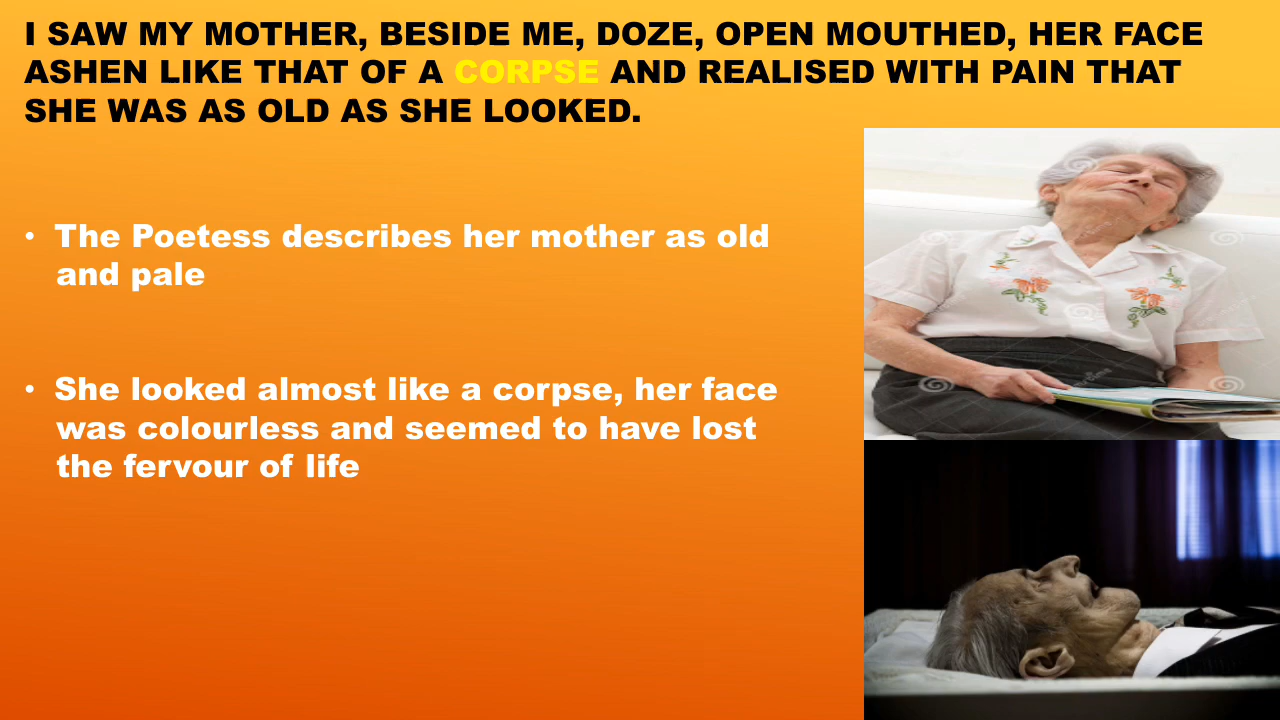 I SAW MY MOTHER, BESIDE ME, DOZE, OPEN MOUTHED, HER FACE
ASHEN LIKE THAT OF A CORPSE AND REALISED WITH PAIN THAT
SHE WAS AS OLD AS SHE LOOKED.
• The Poetess describes her mother as old
and pale
• She looked almost like a corpse, her face
was colourless and seemed to have lost
the fervour of life